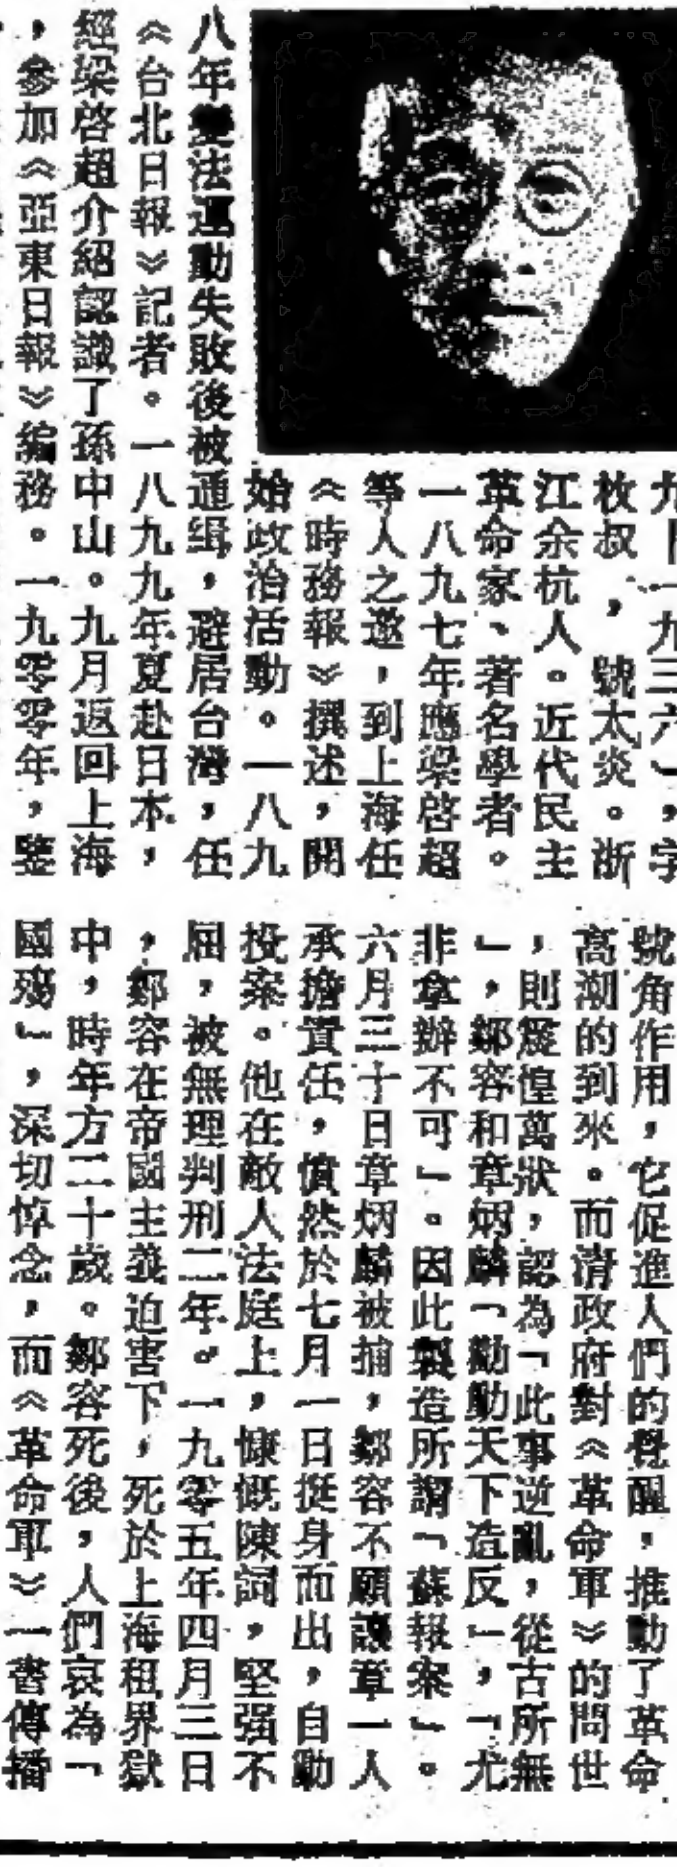 九｜一九三六），字
枚叔，號太炎。浙
江余杭人。近代民主
革命家、著名學者。
一八九七年應梁啓超
等人之邀，到上海任
《時務報》撰述，開
始政治活動。一八九
八年變法運動失敗後被通缉，避居台灣，任
《台北日報》記者。一八九九年夏赴日本，
經梁啓超介紹認識了孫中山。九月返回上海
，參加《亞東日報》編務。一九零零年，鑒
號角作用，它促進人們的覺醒，推動了革命
高潮的到來。而清政府對《革命軍》的問世
，則惶萬狀，認為「此事逆亂，從古所無
」，鄒容和章炳麟「勸動天下造反」，「尤
非拿辦不可」。因此製造所謂「蘇報案」。
六月三十日章炳麟被捕，鄒容不願讓章一人
承擔責任，憤然於七月一日挺身而出，自動
投案。他在敵人法庭上，慷慨陳詞，堅强不
屈，被無理判刑二年。一九零五年四月三日
，鄒容在帝國主義迫害下，死於上海租界獄
中，時年方二十歲。鄒容死後，人們哀為「
國殤」，深切悼念，而《革命軍》一書傳播